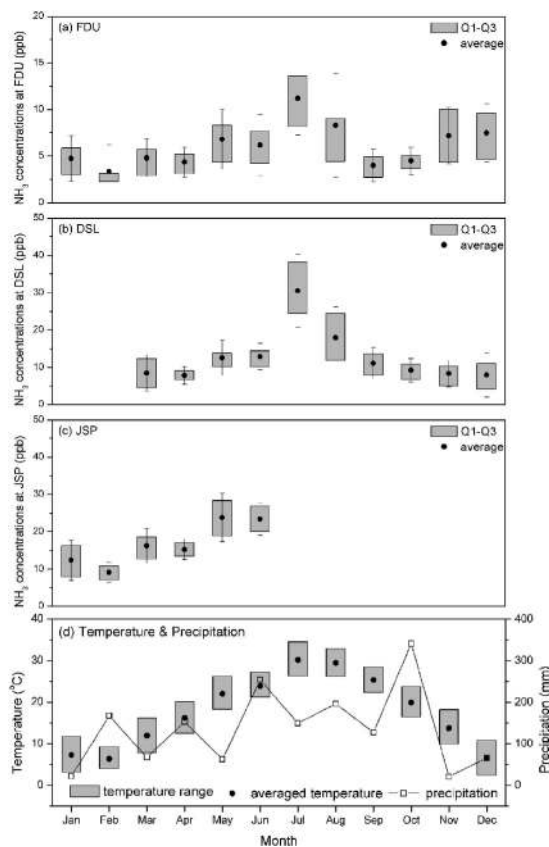 (a) FDU
Q1-Q3
average
NH₃ concentrations at FDU (ppb)
20
15
10
5
0
(b) DSL
Q1-Q3
average
NH₃ concentrations at DSL (ppb)
50
40
30
20
10
0
(c) JSP
Q1-Q3
average
NH₃ concentrations at JSP (ppb)
50
40
30
20
10
0
(d) Temperature & Precipitation
Temperature (°C)
40
30
20
10
0
400
300
200
100
0
Precipitation (mm)
temperature range
averaged temperature
precipitation
Jan Feb Mar Apr May Jun Jul Aug Sep Oct Nov Dec
Month